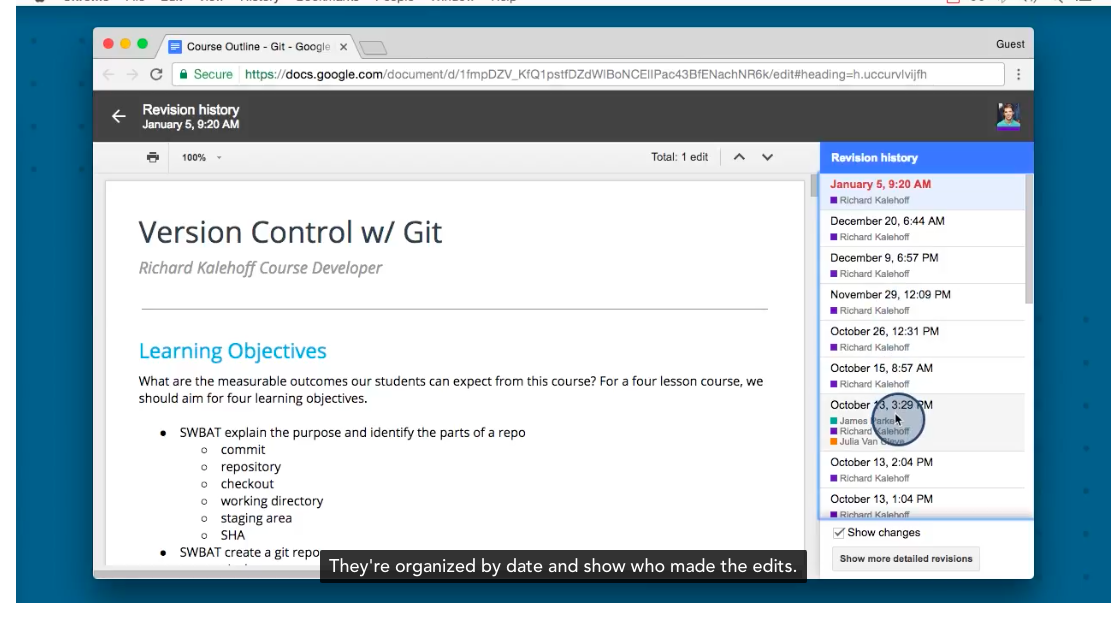 Course Outline - Git - Google
Guest
Secure
https://docs.google.com/document/d/1fmpDZV_KfQ1pstfDZdWlBoNCEIlPac43BfENachNR6k/edit#heading=h.uccurvlvijfh
Revision history
January 5, 9:20 AM
100%
Total: 1 edit
Revision history
January 5, 9:20 AM
Richard Kalehoff
December 20, 6:44 AM
Richard Kalehoff
December 9, 6:57 PM
Richard Kalehoff
November 29, 12:09 PM
Richard Kalehoff
October 26, 12:31 PM
Richard Kalehoff
October 15, 8:57 AM
Richard Kalehoff
October 13, 3:29 PM
James
Richard Kalehoff
Julia Van
October 13, 2:04 PM
Richard Kalehoff
October 13, 1:04 PM
Richard Kalehoff
Show changes
Show more detailed revisions
Version Control w/ Git
Richard Kalehoff Course Developer
Learning Objectives
What are the measurable outcomes our students can expect from this course? For a four lesson course, we
should aim for four learning objectives.
SWBAT explain the purpose and identify the parts of a repo
commit
repository
checkout
working directory
staging area
SHA
SWBAT create a git repo
They're organized by date and show who made the edits.